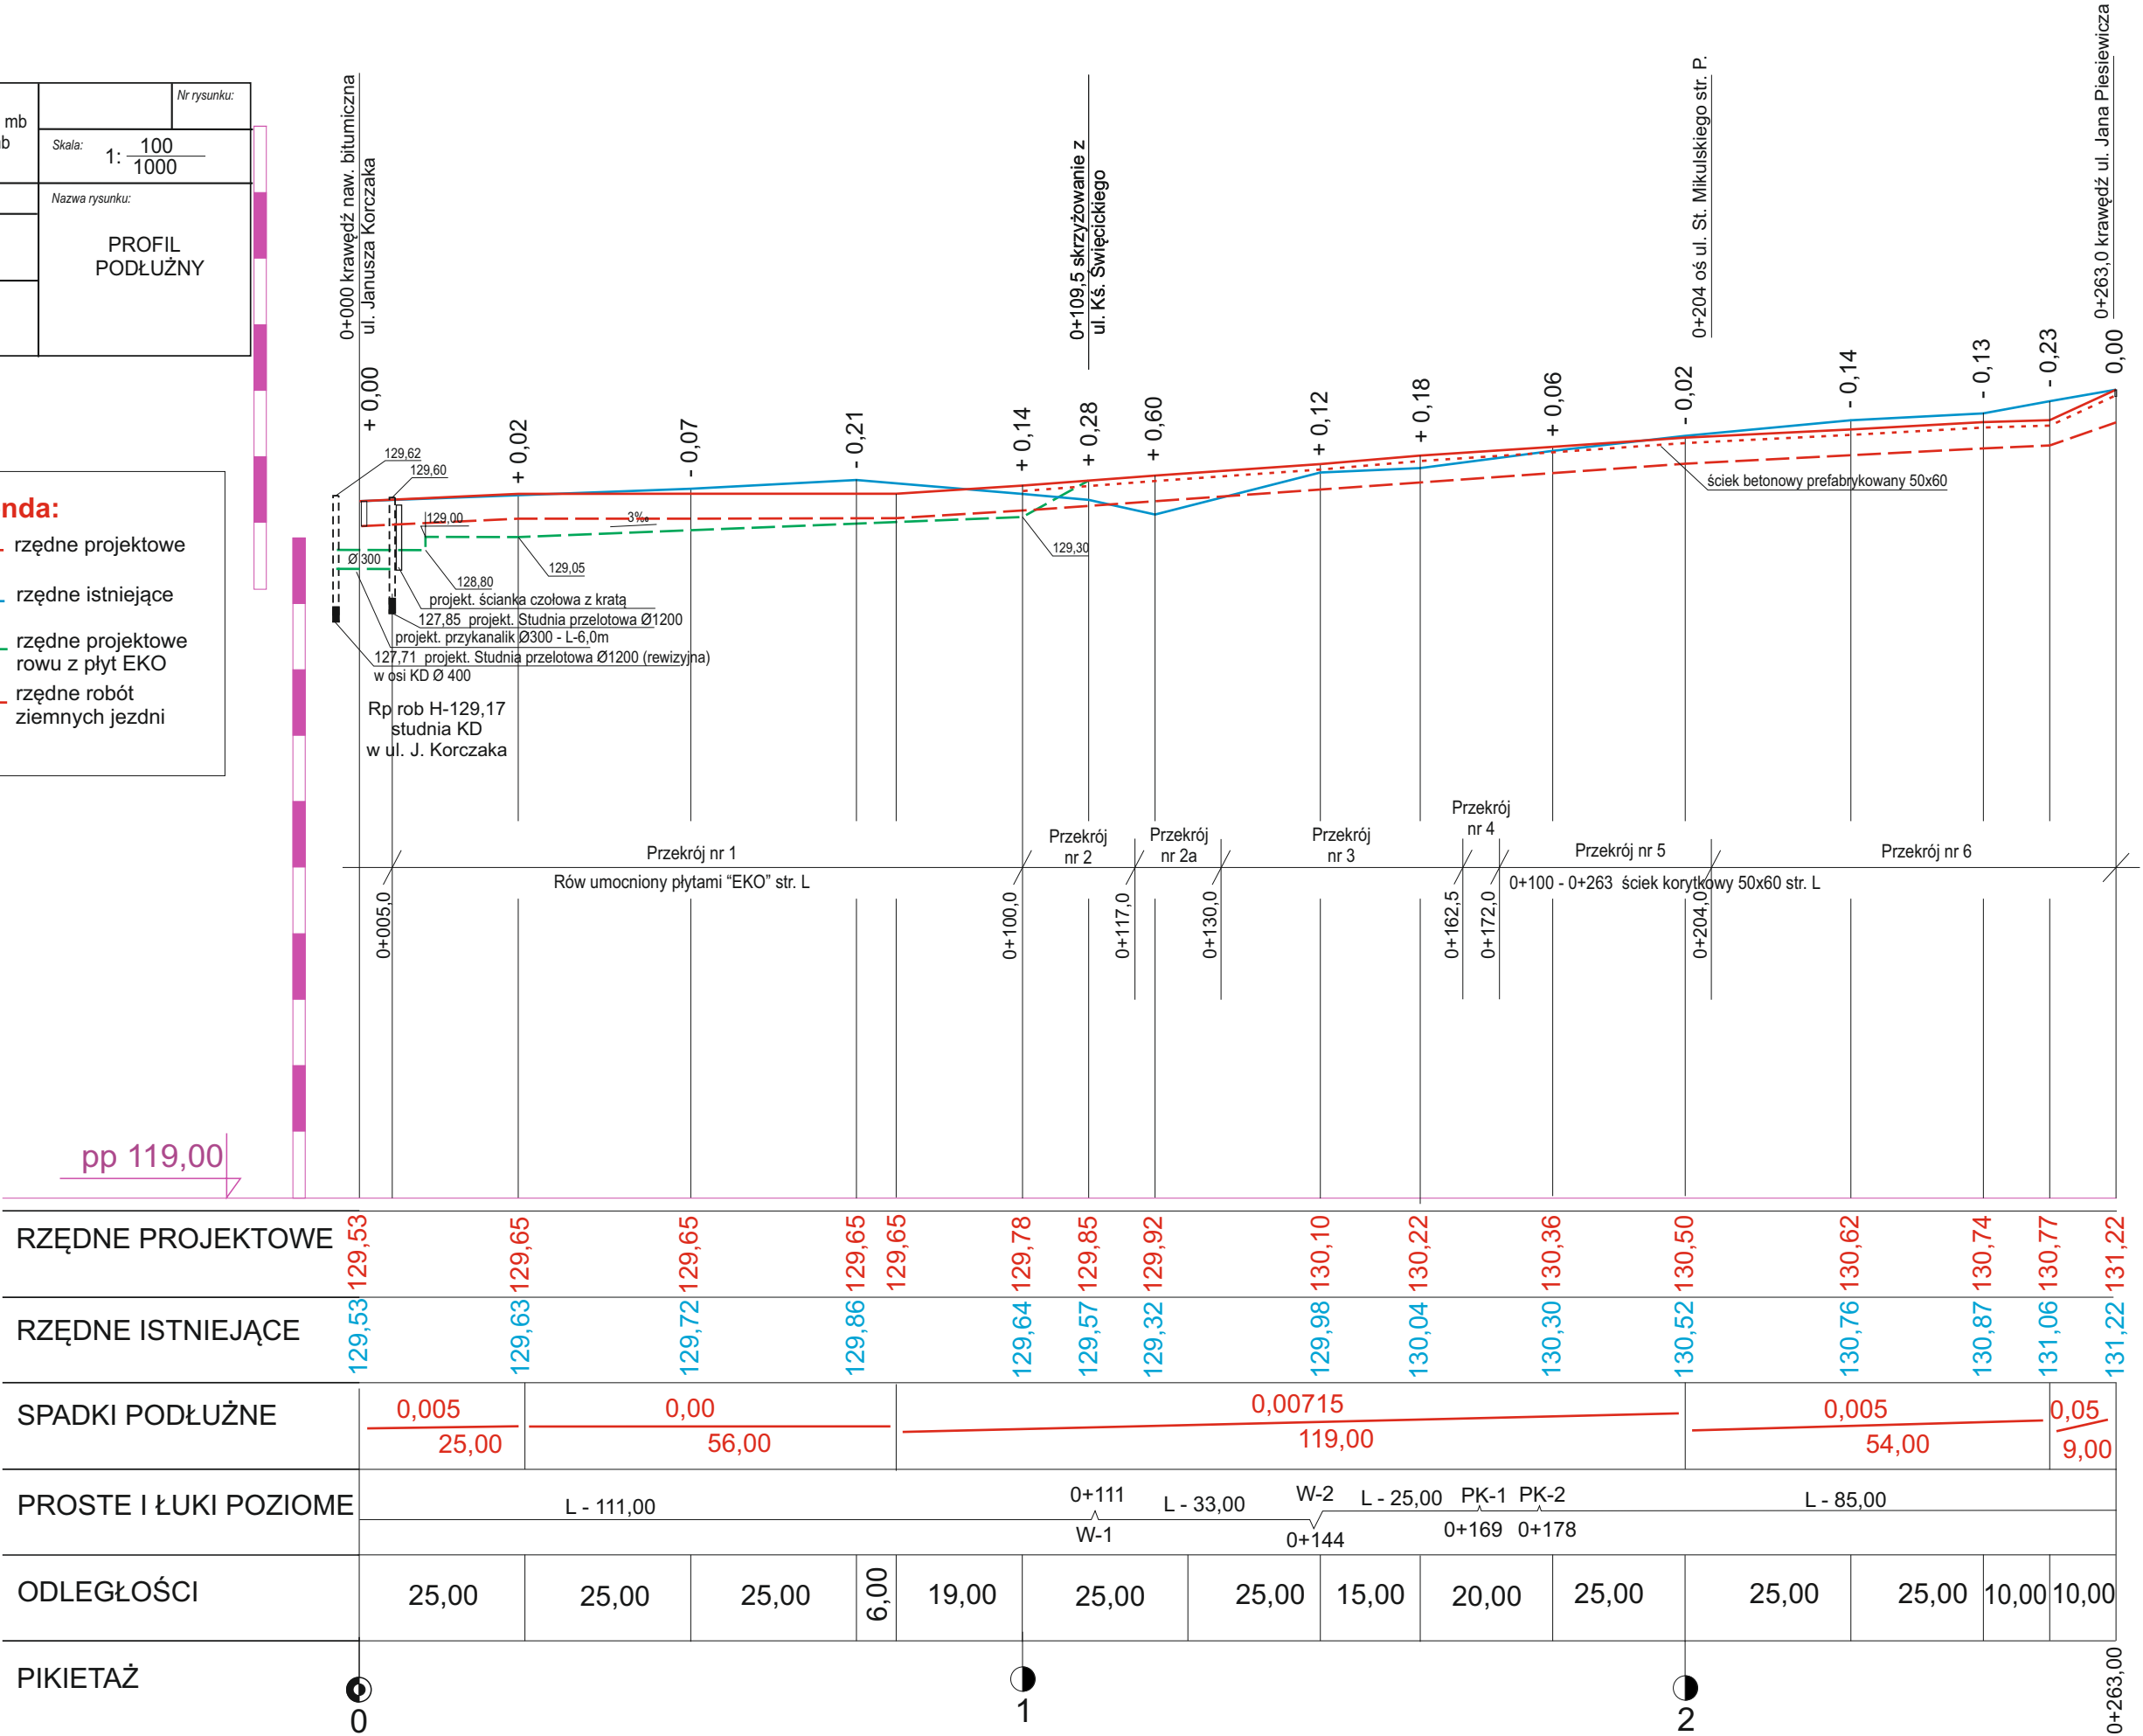 mb
b
Nr rysunku:
Skala: 1: 100
1000
Nazwa rysunku:
PROFIL
PODŁUŻNY
nda:
rzędne projektowe
rzędne istniejące
rzędne projektowe
rowu z płyt EKO
rzędne robót
ziemnych jezdni
0+000 krawędź naw. bitumiczna
ul. Janusza Korczaka
0+109,5 skrzyżowanie z
ul. Kś. Święcickiego
0+204 oś ul. St. Mikulskiego str. P.
0+263,0 krawędź ul. Jana Piesiewicza
+ 0,00
+ 0,02
- 0,07
- 0,21
+ 0,14
+ 0,28
+ 0,60
+ 0,12
+ 0,18
+ 0,06
- 0,02
- 0,14
- 0,13
- 0,23
0,00
129,62
129,60
129,00
3‰
Ø 300
129,05
128,80
129,30
ściek betonowy prefabrykowany 50x60
projekt. ścianka czołowa z kratą
127,85 projekt. Studnia przelotowa Ø1200
projekt. przykanalik Ø300 - L-6,0m
127,71 projekt. Studnia przelotowa Ø1200 (rewizyjna)
w osi KD Ø 400
Rp rob H-129,17
studnia KD
w ul. J. Korczaka
Przekrój nr 1
Przekrój
nr 2
Przekrój
nr 2a
Przekrój
nr 3
Przekrój
nr 4
Przekrój nr 5
Przekrój nr 6
Rów umocniony płytami “EKO” str. L
0+100 - 0+263 ściek korytkowy 50x60 str. L
0+005,0
0+100,0
0+117,0
0+130,0
0+162,5
0+172,0
0+204,0
pp 119,00
RZĘDNE PROJEKTOWE 129,53 129,65 129,65 129,65 129,65 129,78 129,85 129,92 130,10 130,22 130,36 130,50 130,62 130,74 130,77 131,22
RZĘDNE ISTNIEJĄCE 129,53 129,63 129,72 129,86 129,64 129,57 129,32 129,98 130,04 130,30 130,52 130,76 130,87 131,06 131,22
SPADKI PODŁUŻNE
0,005 0,00 0,00715 0,005 0,05
25,00 56,00 119,00 54,00 9,00
PROSTE I ŁUKI POZIOME
L - 111,00
0+111
W-1
L - 33,00
W-2
0+144
L - 25,00
PK-1
0+169
PK-2
0+178
L - 85,00
ODLEGŁOŚCI 25,00 25,00 25,00 6,00 19,00 25,00 25,00 15,00 20,00 25,00 25,00 25,00 10,00 10,00
PIKIETAŻ
0
1
2
0+263,00